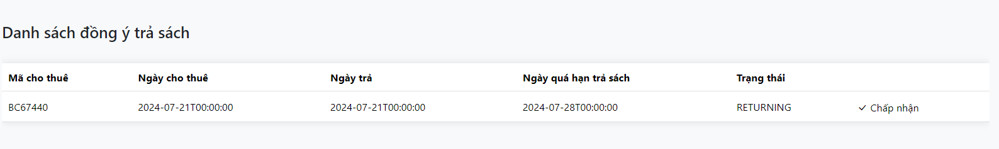 Danh sách đồng ý trả sách
Mã cho thuê Ngày cho thuê Ngày trả Ngày quá hạn trả sách Trạng thái
BC67440 2024-07-21T00:00:00 2024-07-21T00:00:00 2024-07-28T00:00:00 RETURNING ✓ Chấp nhận